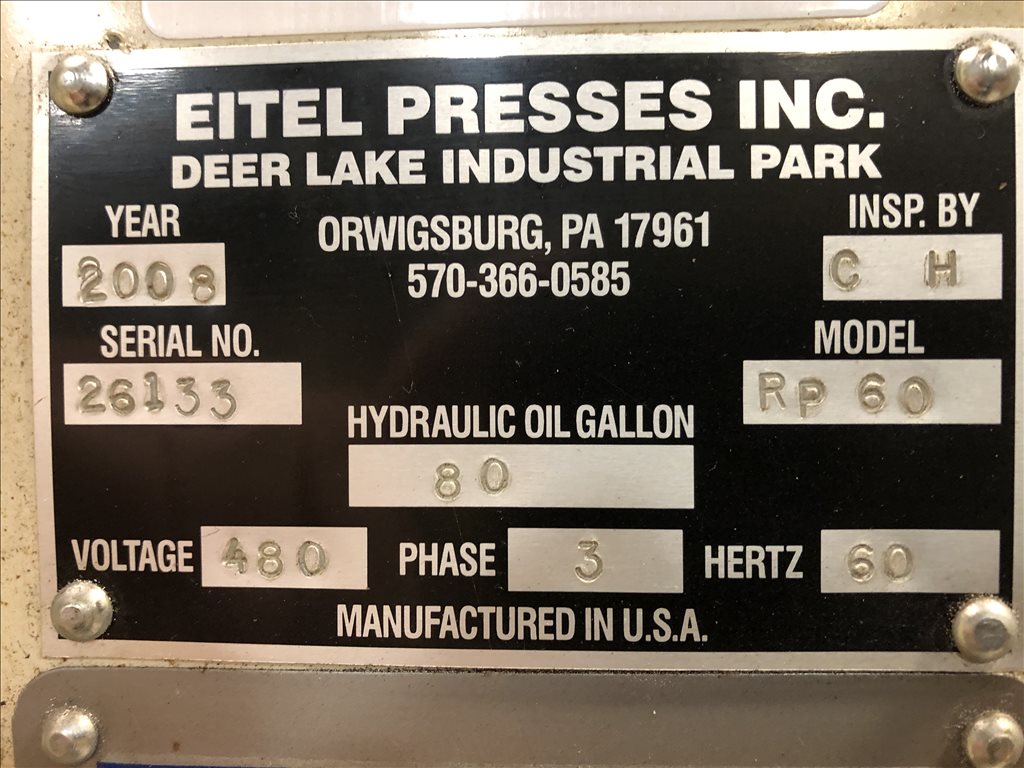 EITEL PRESSES INC.
DEER LAKE INDUSTRIAL PARK
YEAR
ORWIGSBURG, PA 17961
INSP. BY
2008
570-366-0585
C H
SERIAL NO.
MODEL
26133
RP 60
HYDRAULIC OIL GALLON
80
VOLTAGE 480 PHASE 3 HERTZ 60
MANUFACTURED IN U.S.A.